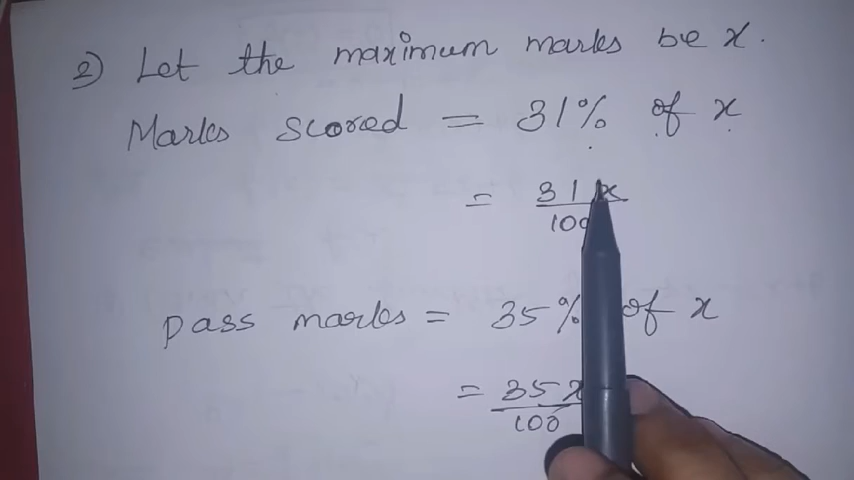 2) Let the maximum marks be x.
Marks scored = 31% of x
= 31x
100
Pass marks = 35% of x
= 35x
100